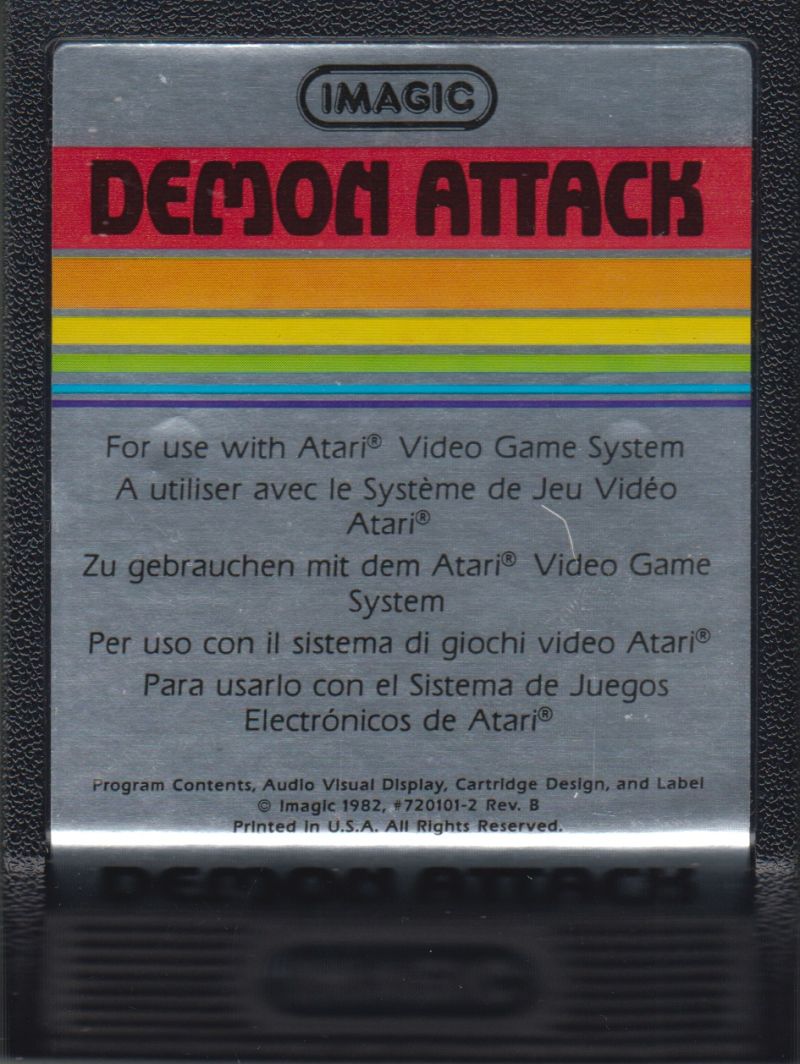 IMAGIC
DEMON ATTACK
For use with Atari® Video Game System
A utiliser avec le Système de Jeu Vidéo
Atari®
Zu gebrauchen mit dem Atari® Video Game
System
Per uso con il sistema di giochi video Atari®
Para usarlo con el Sistema de Juegos
Electrónicos de Atari®
Program Contents, Audio Visual Display, Cartridge Design, and Label
© Imagic 1982, #720101-2 Rev. B
Printed in U.S.A. All Rights Reserved.
DEMON ATTACK